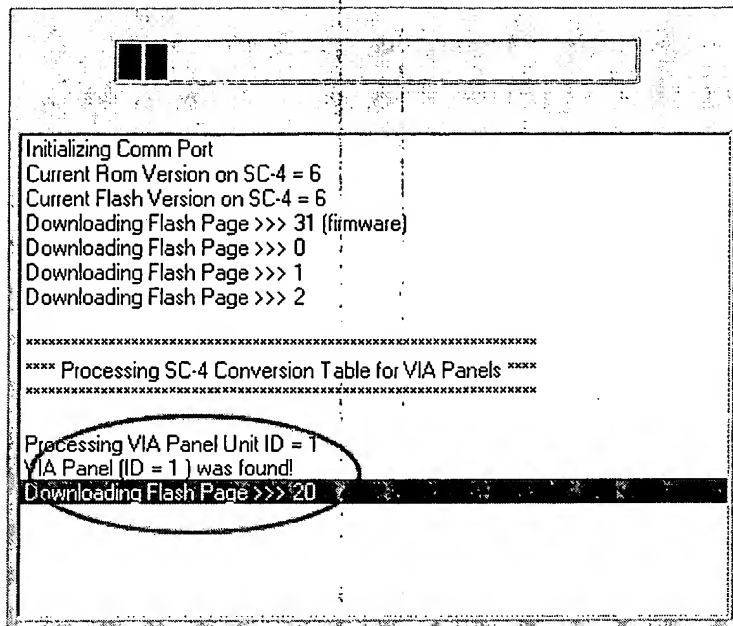 Initializing Comm Port
Current Rom Version on SC-4 = 6
Current Flash Version on SC-4 = 6
Downloading Flash Page >>> 31 (firmware)
Downloading Flash Page >>> 0
Downloading Flash Page >>> 1
Downloading Flash Page >>> 2
****************************************************************************
**** Processing SC-4 Conversion Table for VIA Panels ****
****************************************************************************
Processing VIA Panel Unit ID = 1
VIA Panel (ID = 1 ) was found!
Downloading Flash Page >>> 20